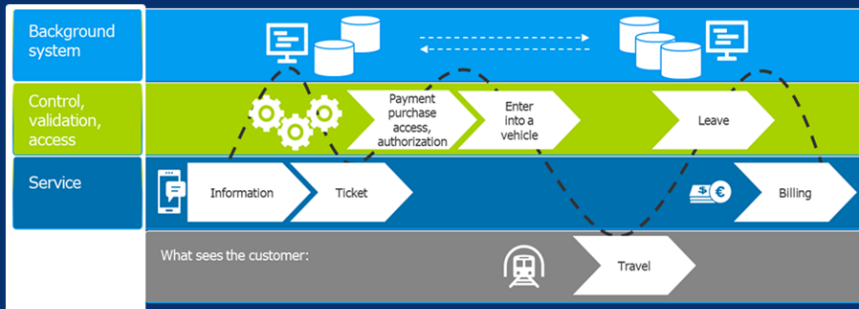 Background
system
Control,
validation,
access
Payment
purchase
access,
authorization
Enter
into a
vehicle
Leave
Service
Information
Ticket
$
€
Billing
What sees the customer:
Travel